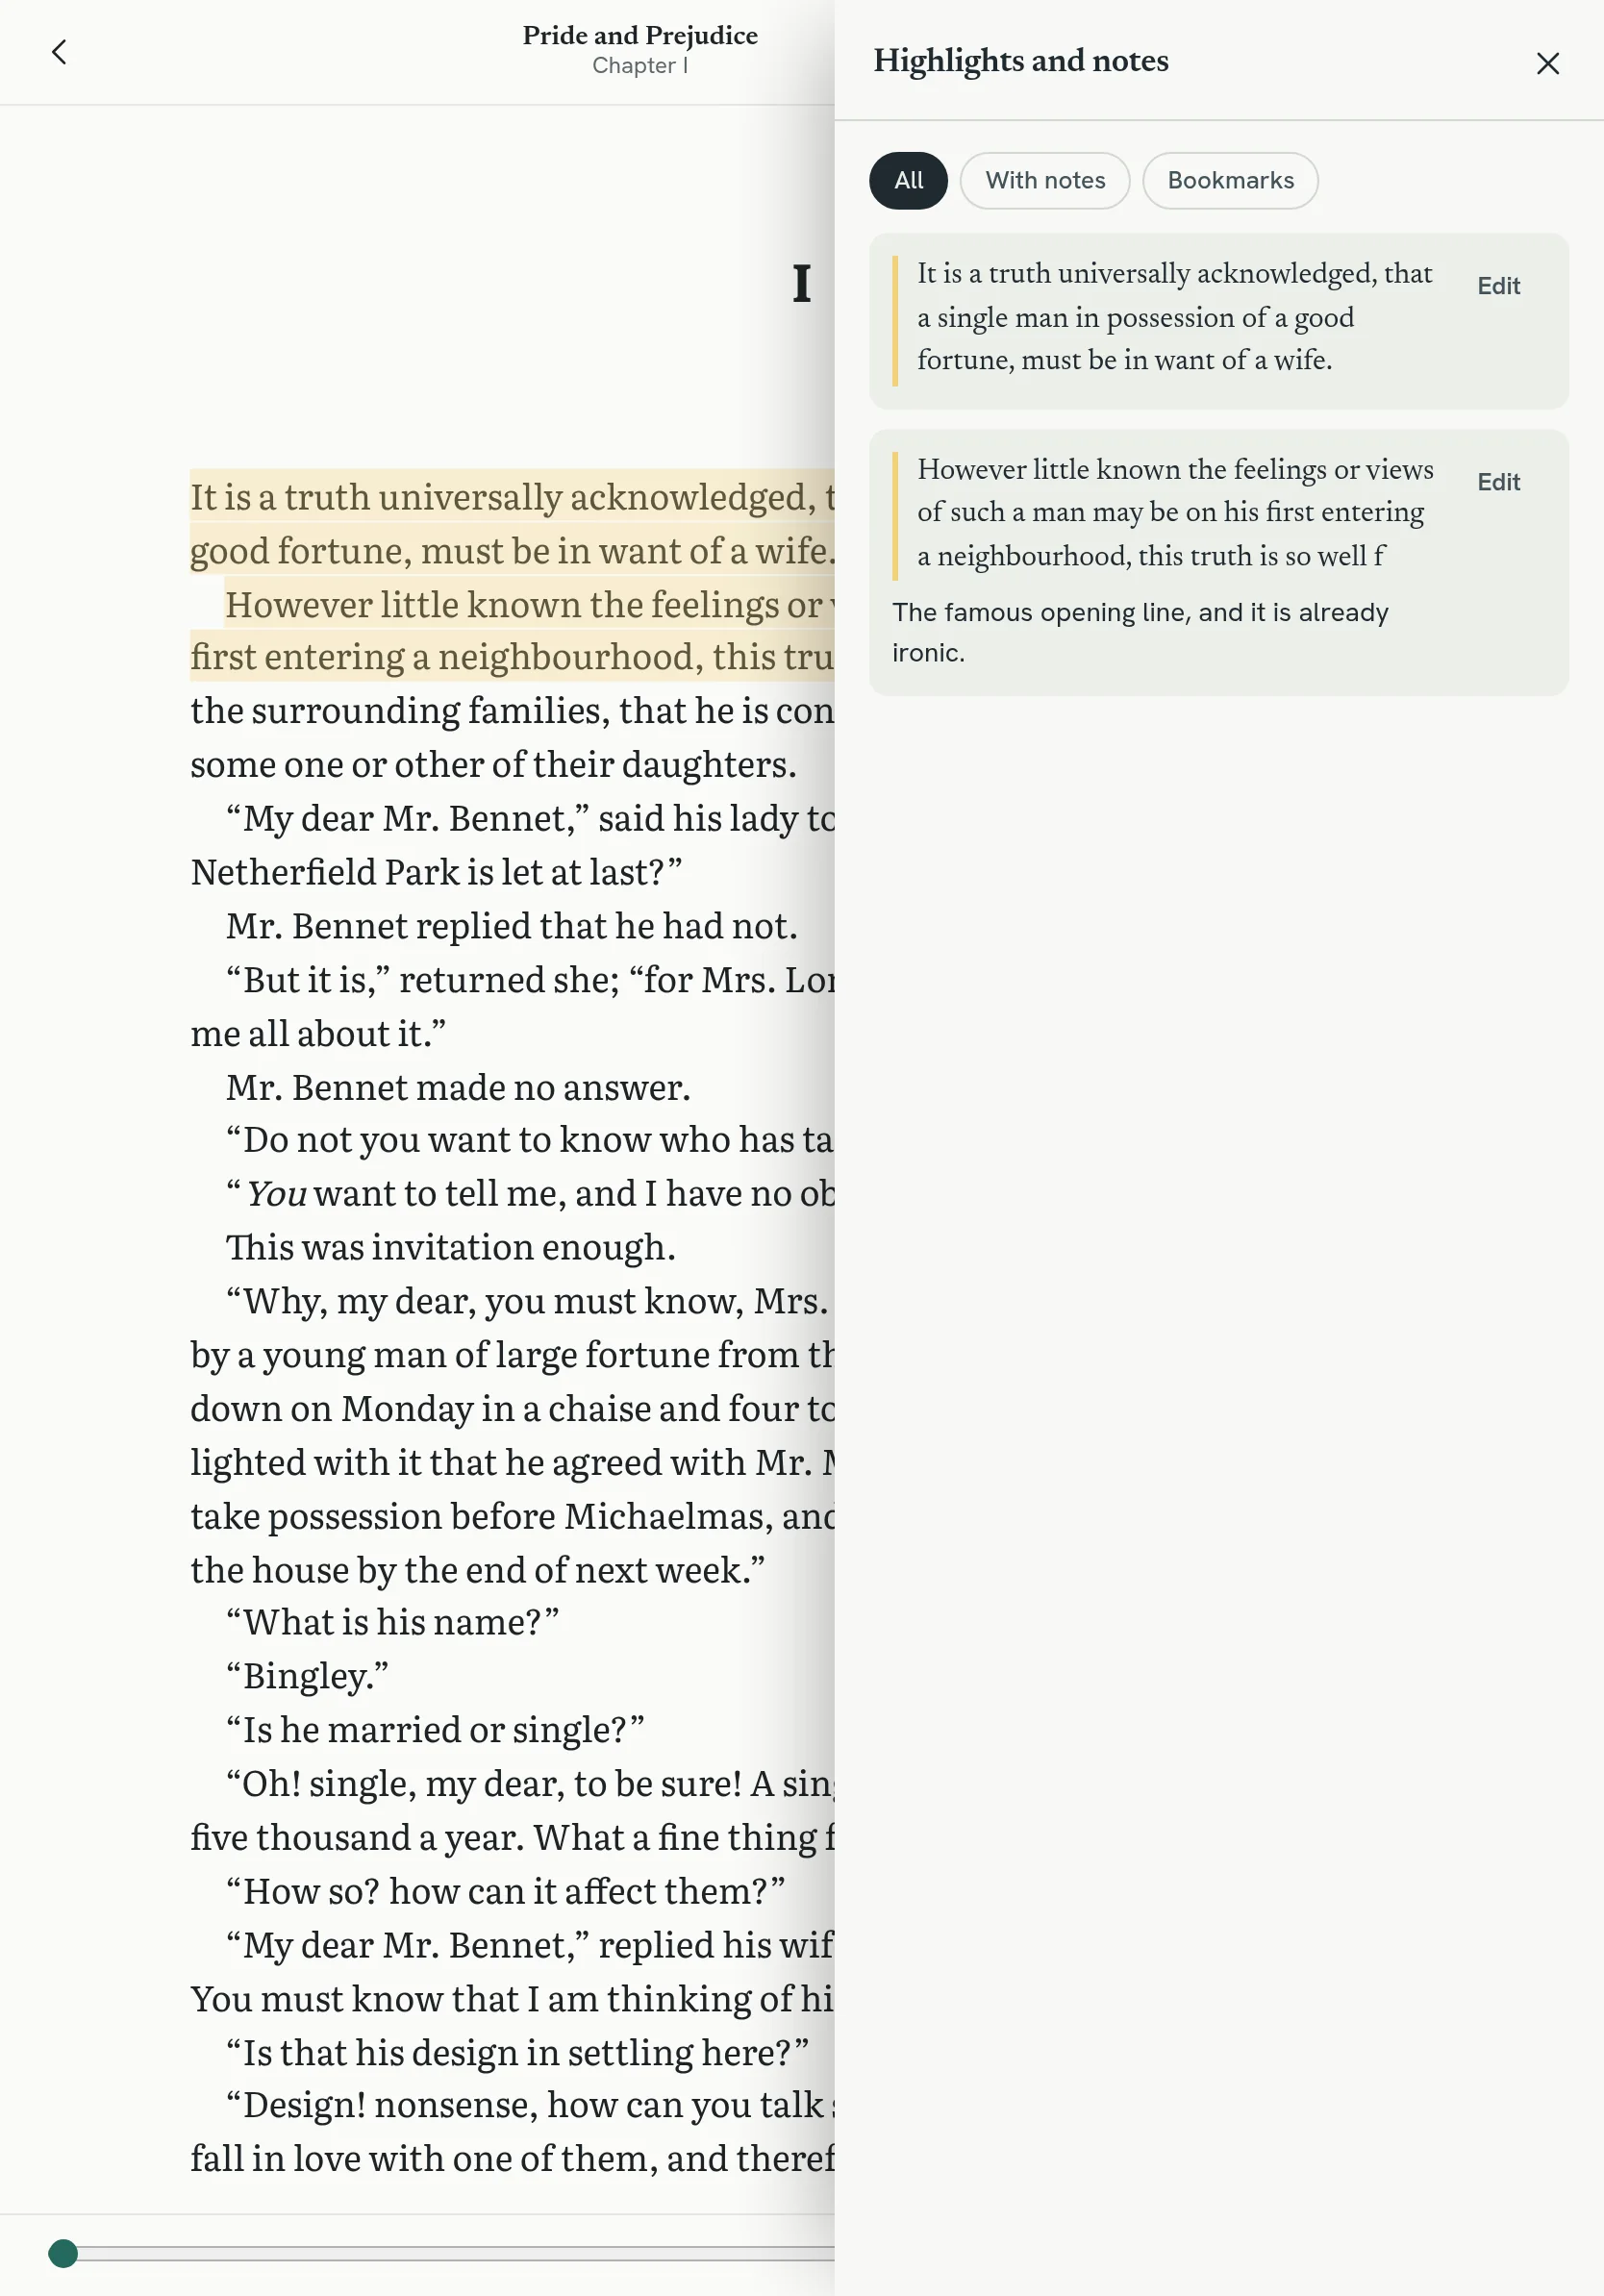 Pride and Prejudice
Chapter I
I
It is a truth universally acknowledged,
good fortune, must be in want of a wife.
However little known the feelings or
first entering a neighbourhood, this
the surrounding families, that he is
some one or other of their daughters.
“My dear Mr. Bennet,” said his lady
Netherfield Park is let at last?”
Mr. Bennet replied that he had not.
“But it is,” returned she; “for Mrs.
me all about it.”
Mr. Bennet made no answer.
“Do not you want to know who has
“You want to tell me, and I have no
This was invitation enough.
“Why, my dear, you must know, Mrs.
by a young man of large fortune from
down on Monday in a chaise and four
lighted with it that he agreed with Mr.
take possession before Michaelmas,
the house by the end of next week.”
“What is his name?”
“Bingley.”
“Is he married or single?”
“Oh! single, my dear, to be sure! A
five thousand a year. What a fine thing
“How so? how can it affect them?”
“My dear Mr. Bennet,” replied his
You must know that I am thinking of
“Is that his design in settling here?”
“Design! nonsense, how can you talk
fall in love with one of them, and
Highlights and notes
All
With notes
Bookmarks
It is a truth universally acknowledged, that
a single man in possession of a good
fortune, must be in want of a wife.
Edit
However little known the feelings or views
of such a man may be on his first entering
a neighbourhood, this truth is so well f
Edit
The famous opening line, and it is already
ironic.